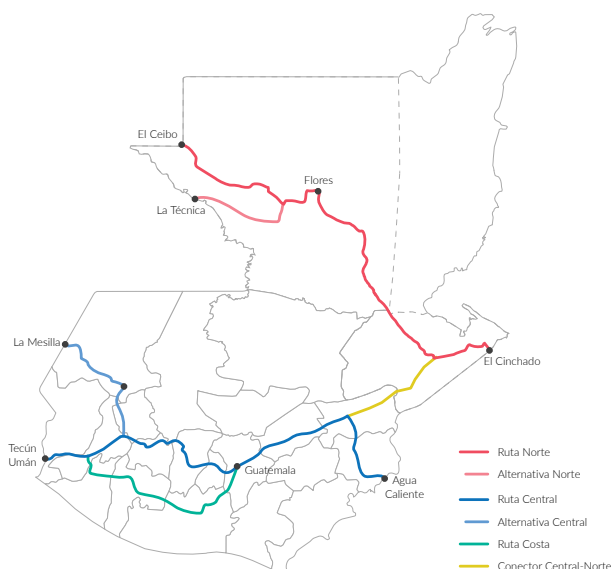 El Ceibo
Flores
La Técnica
La Mesilla
El Cinchado
Tecún
Umán
Guatemala
Agua
Caliente
Ruta Norte
Alternativa Norte
Ruta Central
Alternativa Central
Ruta Costa
Conector Central-Norte